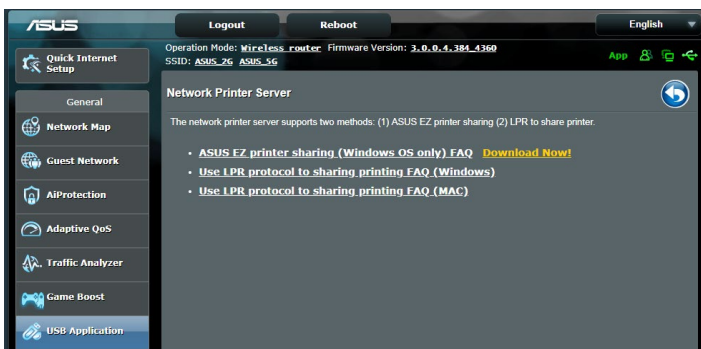 ASUS
Logout
Reboot
English
Operation Mode: Wireless router Firmware Version: 3.0.0.4.384_4360
SSID: ASUS_2G ASUS_5G
App
Quick Internet
Setup
General
Network Map
Guest Network
AiProtection
Adaptive QoS
Traffic Analyzer
Game Boost
USB Application
Network Printer Server
The network printer server supports two methods: (1) ASUS EZ printer sharing (2) LPR to share printer.
ASUS EZ printer sharing (Windows OS only) FAQ Download Now!
Use LPR protocol to sharing printing FAQ (Windows)
Use LPR protocol to sharing printing FAQ (MAC)